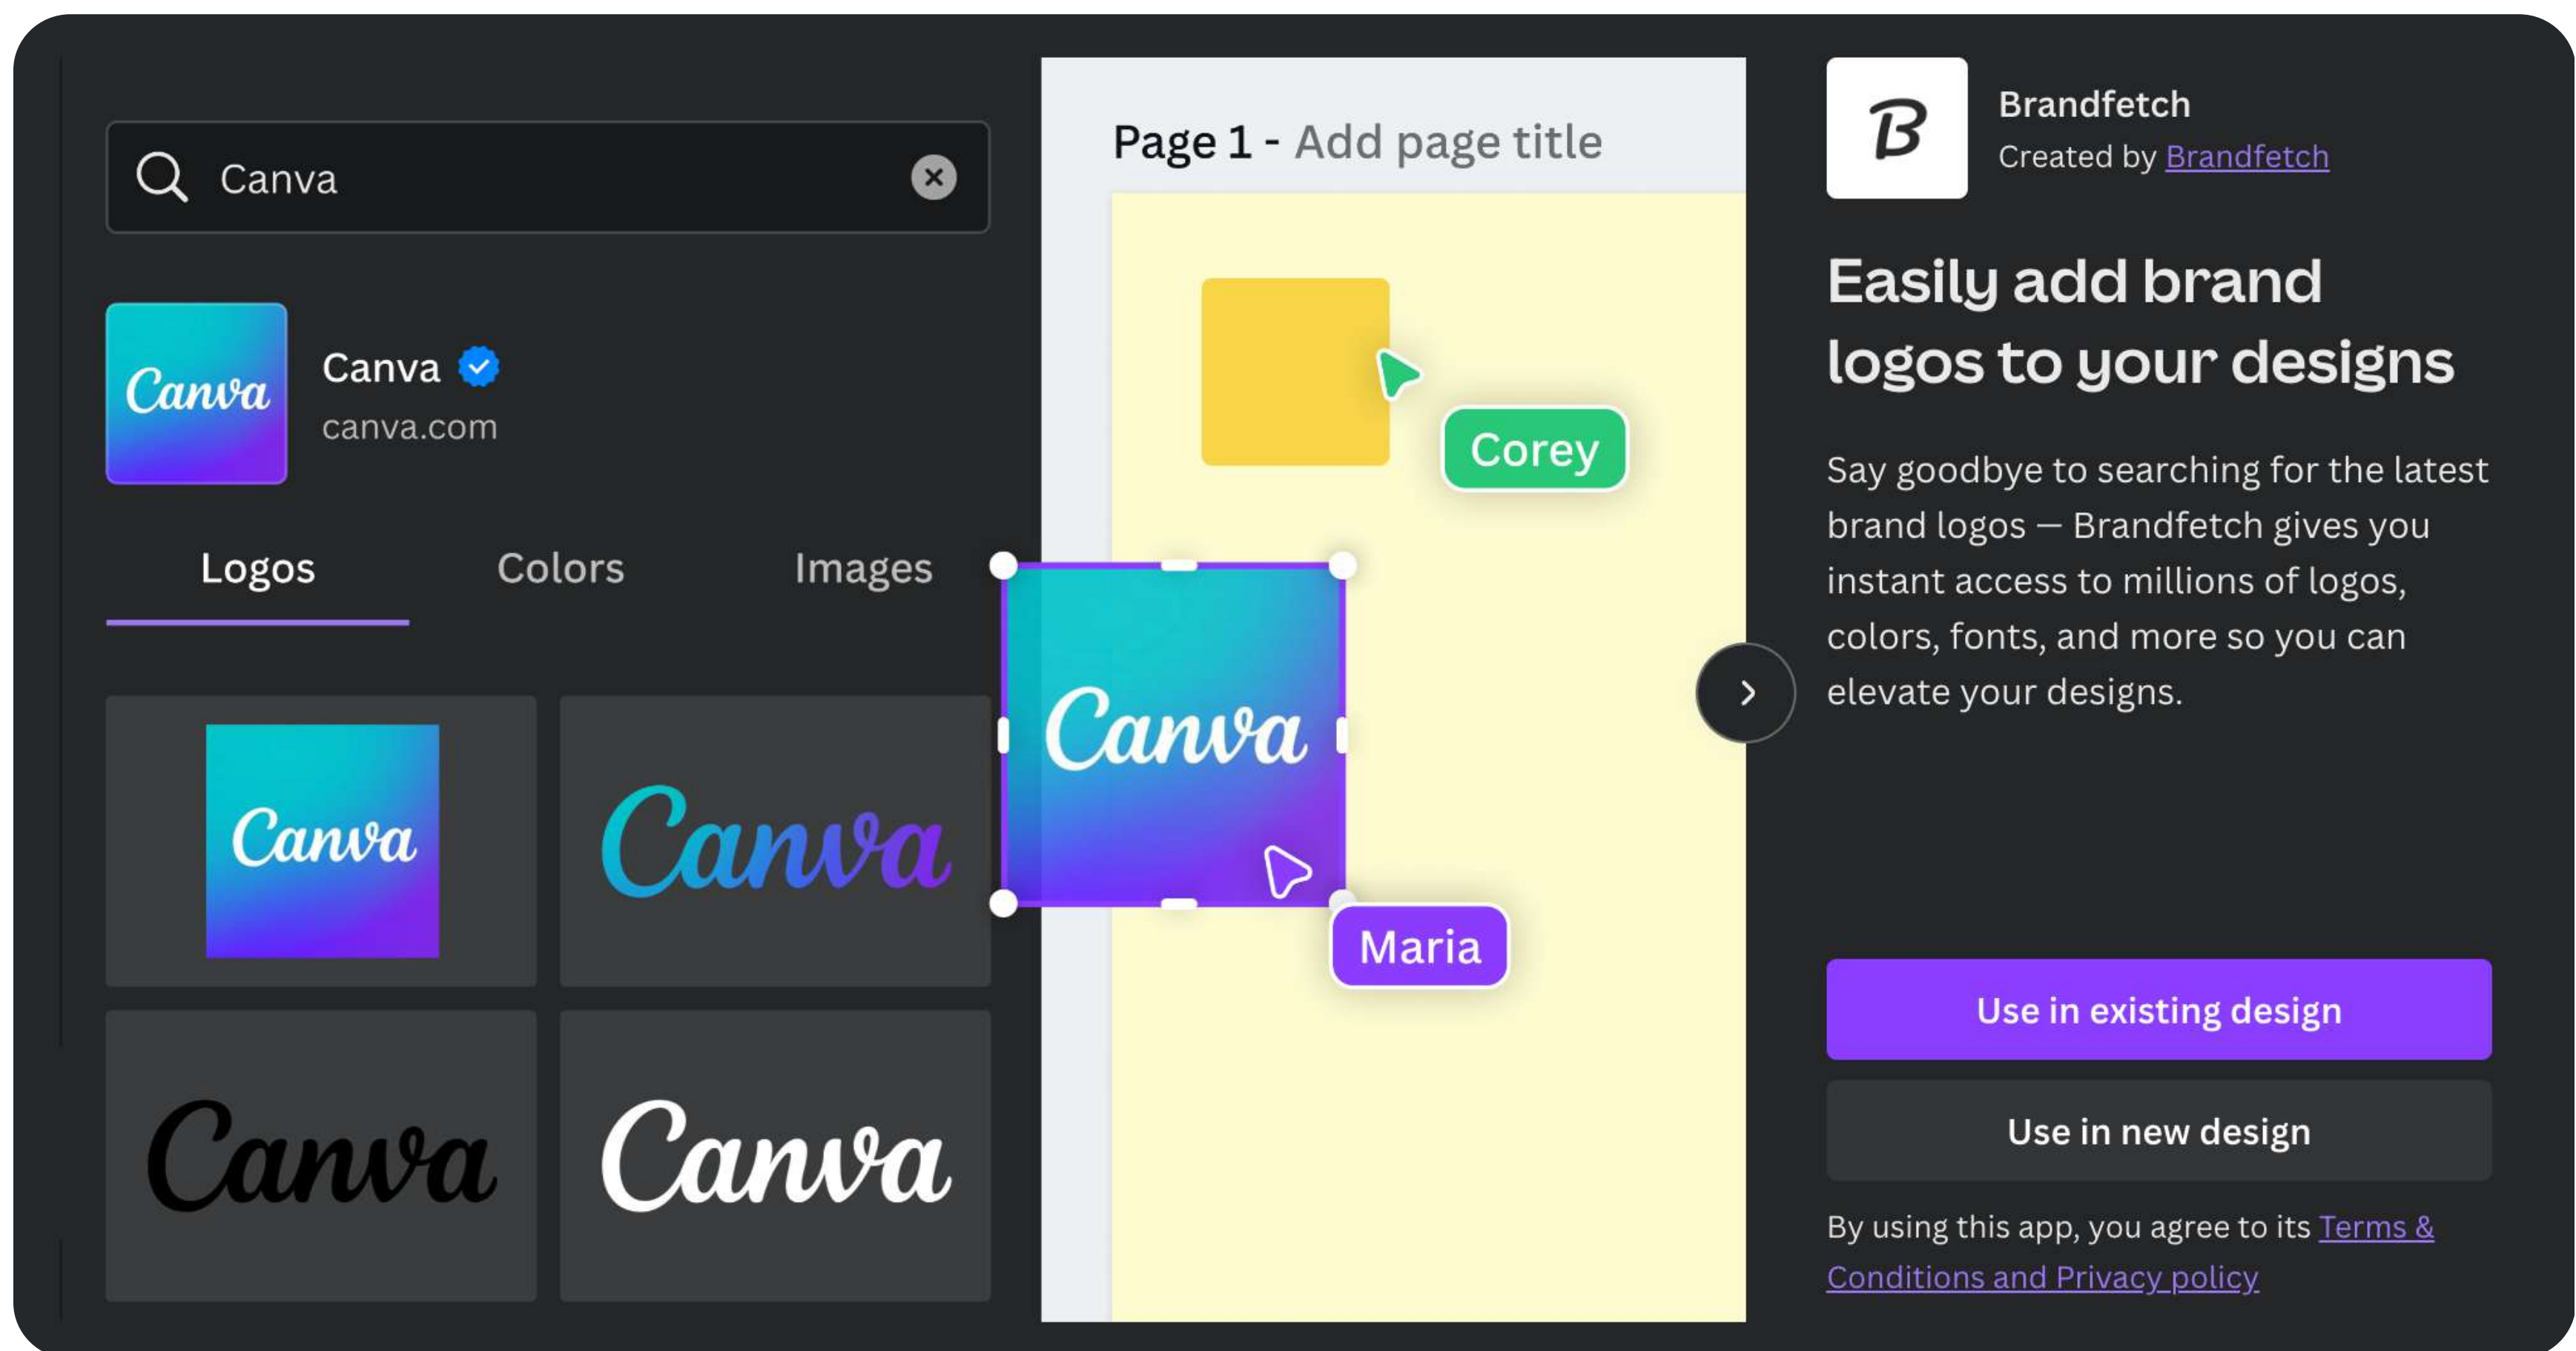 Canva
Canva
Canva
canva.com
Logos
Colors
Images
Canva
Canva
Canva
Canva
Page 1 - Add page title
Corey
Canva
Maria
B
Brandfetch
Created by Brandfetch
Easily add brand
logos to your designs
Say goodbye to searching for the latest
brand logos — Brandfetch gives you
instant access to millions of logos,
colors, fonts, and more so you can
elevate your designs.
Use in existing design
Use in new design
By using this app, you agree to its Terms &
Conditions and Privacy policy